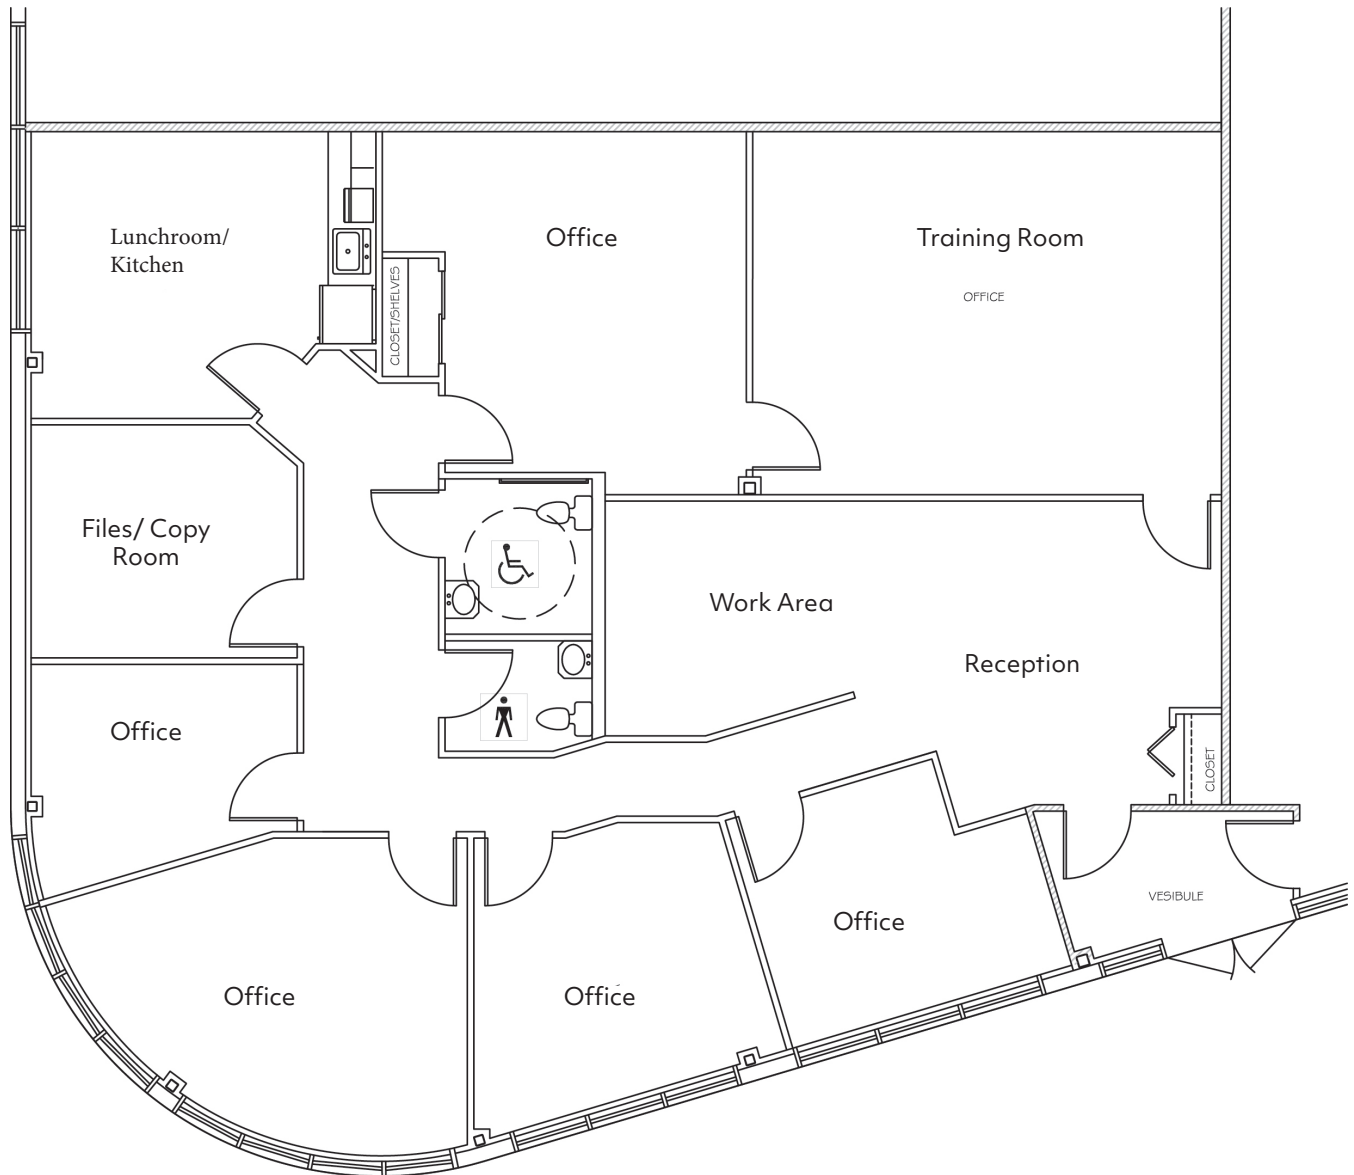 Lunchroom/
Kitchen
Office
Training Room
OFFICE
CLOSET/SHELVES
Files/ Copy
Room
Work Area
Reception
Office
CLOSET
VESIBULE
Office
Office
Office